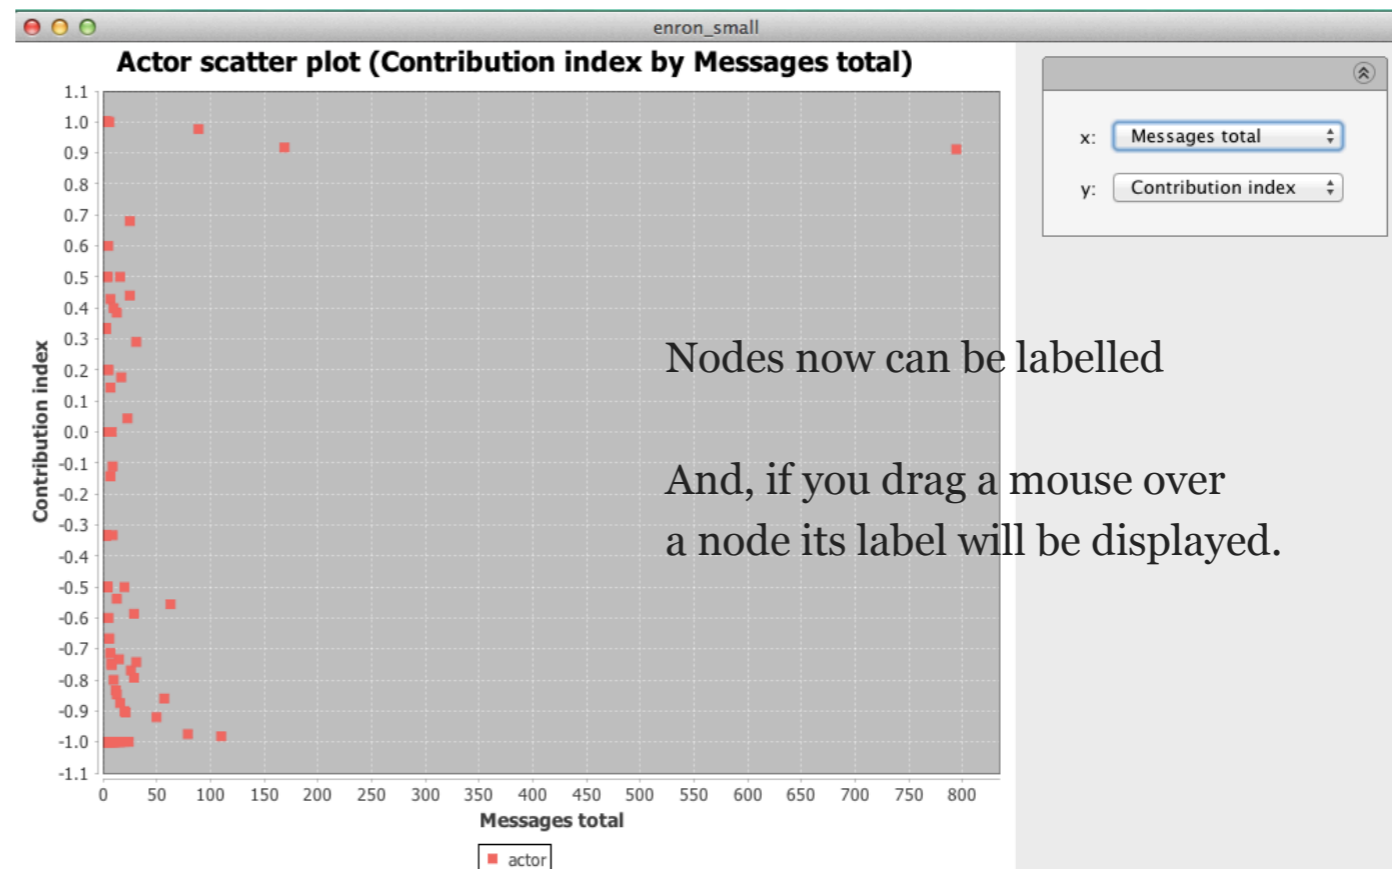 enron_small
Actor scatter plot (Contribution index by Messages total)
1.1
1.0
0.9
0.8
0.7
0.6
0.5
0.4
0.3
0.2
0.1
0.0
-0.1
-0.2
-0.3
-0.4
-0.5
-0.6
-0.7
-0.8
-0.9
-1.0
-1.1
Contribution index
0 50 100 150 200 250 300 350 400 450 500 550 600 650 700 750 800
Messages total
actor
x: Messages total
y: Contribution index
Nodes now can be labelled
And, if you drag a mouse over
a node its label will be displayed.